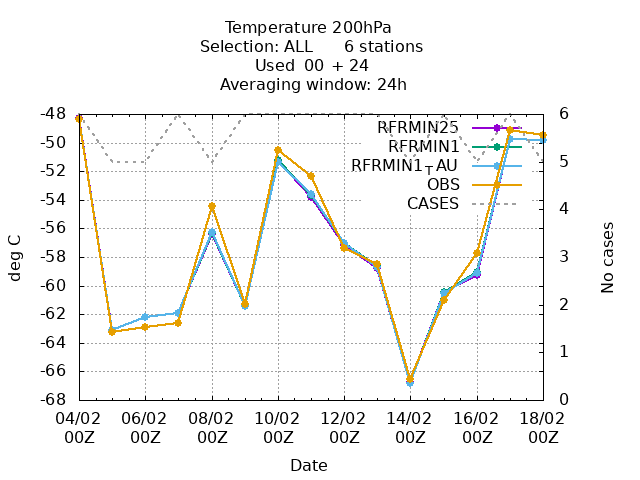 Temperature 200hPa
Selection: ALL 6 stations
Used 00 + 24
Averaging window: 24h
-48
-50
-52
-54
-56
-58
-60
-62
-64
-66
-68
deg C
RFRMIN25
RFRMIN1
RFRMIN1_TAU
OBS
CASES
6
5
4
3
2
1
0
No cases
04/02 06/02 08/02 10/02 12/02 14/02 16/02 18/02
00Z 00Z 00Z 00Z 00Z 00Z 00Z 00Z
Date